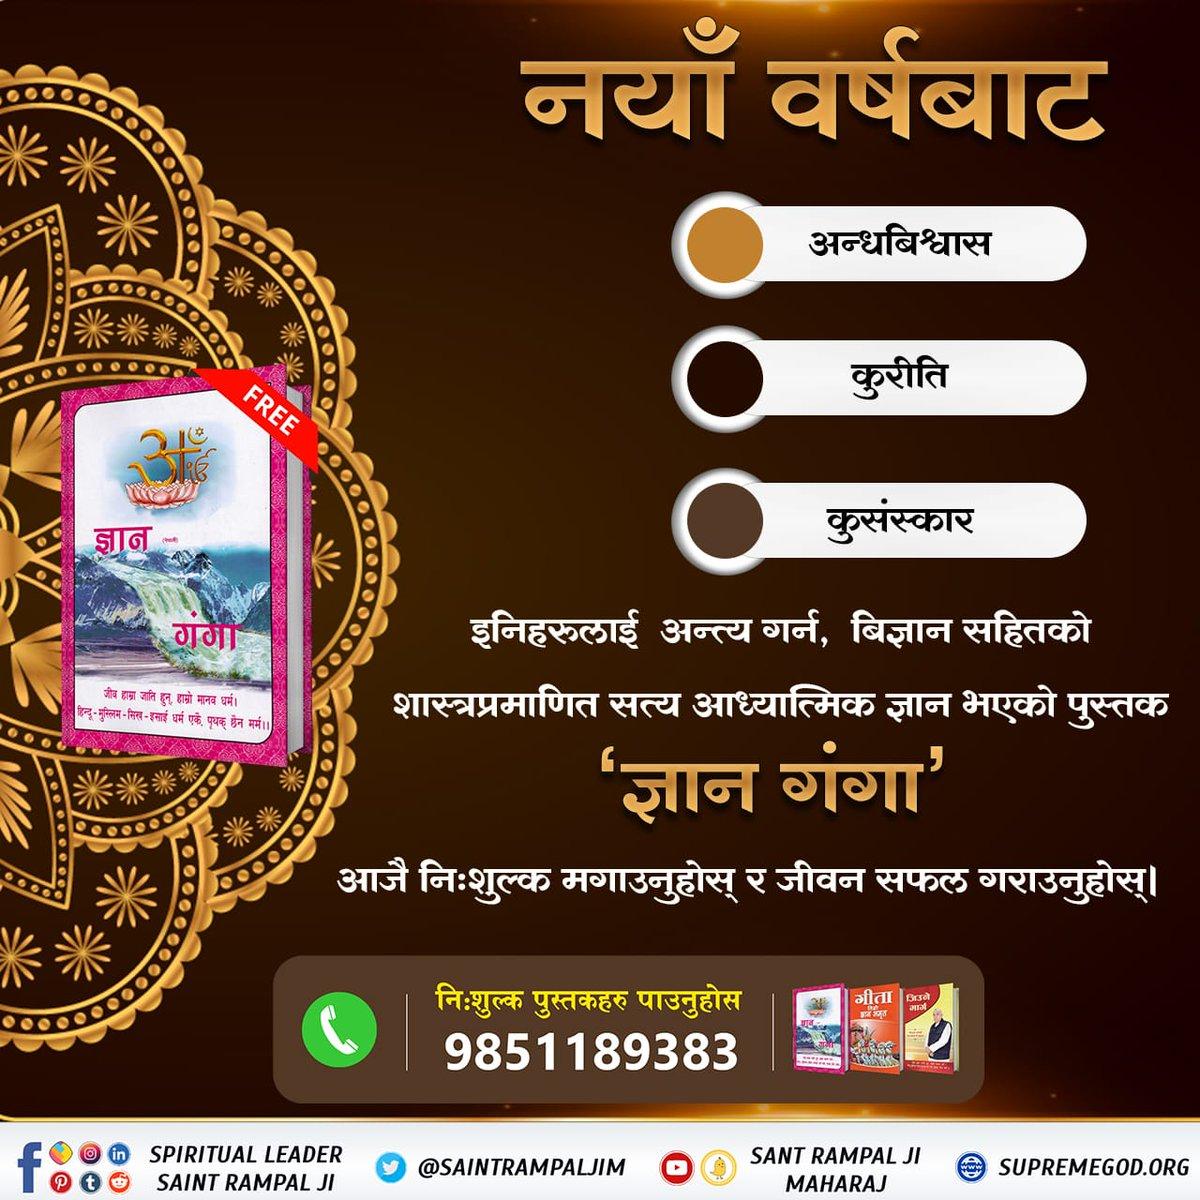 नयाँ वर्षबाट
अन्धबिश्वास
कुरीति
कुसंस्कार
FREE
ज्ञान
(नेपाली)
गंगा
जीव हाम्रा जाति हुन्, हाम्रो मानव धर्म।
हिन्दू-मुस्लिम-सिख-इसाई धर्म एकै, पृथक् छैन मर्म।।
इनिहरुलाई अन्त्य गर्न, बिज्ञान सहितको
शास्त्रप्रमाणित सत्य आध्यात्मिक ज्ञान भएको पुस्तक
‘ज्ञान गंगा’
आजै निःशुल्क मगाउनुहोस् र जीवन सफल गराउनुहोस्।
नि:शुल्क पुस्तकहरु पाउनुहोस
9851189383
ज्ञान
गंगा
गीता
जिउने
मार्ग
SPIRITUAL LEADER
SAINT RAMPAL JI
@SAINTRAMPALJIM
SANT RAMPAL JI
MAHARAJ
SUPREMEGOD.ORG